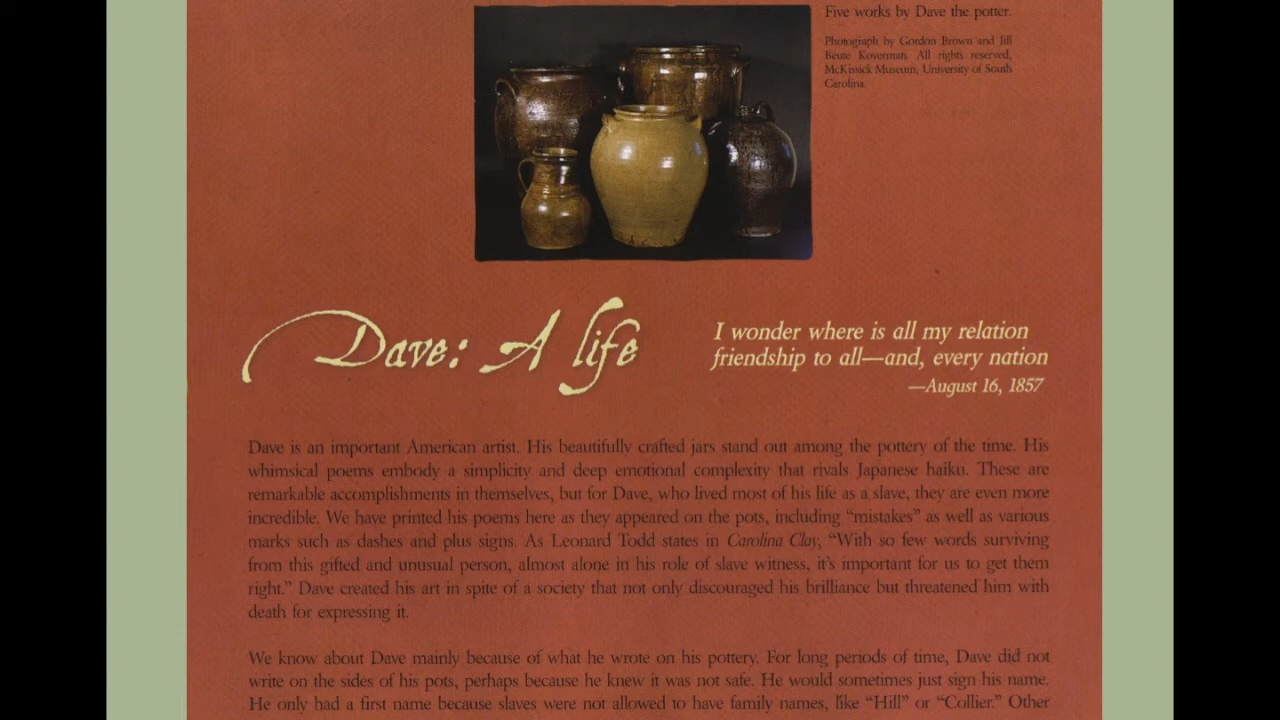 Five works by Dave the potter.
Photograph by Gordon Brown and Jill
Beute Koverman. All rights reserved,
McKissick Museum, University of South
Carolina.
Dave: A life
I wonder where is all my relation
friendship to all—and, every nation
—August 16, 1857
Dave is an important American artist. His beautifully crafted jars stand out among the pottery of the time. His
whimsical poems embody a simplicity and deep emotional complexity that rivals Japanese haiku. These are
remarkable accomplishments in themselves, but for Dave, who lived most of his life as a slave, they are even more
incredible. We have printed his poems here as they appeared on the pots, including “mistakes” as well as various
marks such as dashes and plus signs. As Leonard Todd states in Carolina Clay, “With so few words surviving
from this gifted and unusual person, almost alone in his role of slave witness, it’s important for us to get them
right.” Dave created his art in spite of a society that not only discouraged his brilliance but threatened him with
death for expressing it.
We know about Dave mainly because of what he wrote on his pottery. For long periods of time, Dave did not
write on the sides of his pots, perhaps because he knew it was not safe. He would sometimes just sign his name.
He only had a first name because slaves were not allowed to have family names, like “Hill” or “Collier.” Other